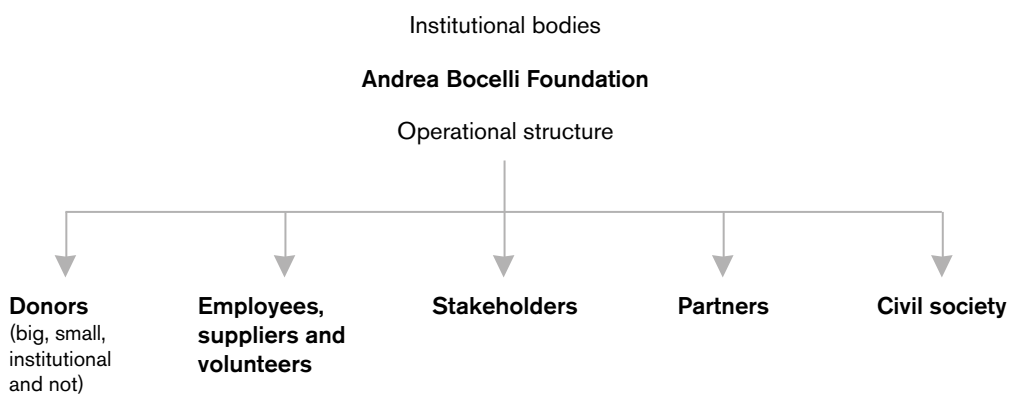 Institutional bodies
Andrea Bocelli Foundation
Operational structure
Donors
(big, small,
institutional
and not)
Employees,
suppliers and
volunteers
Stakeholders
Partners
Civil society